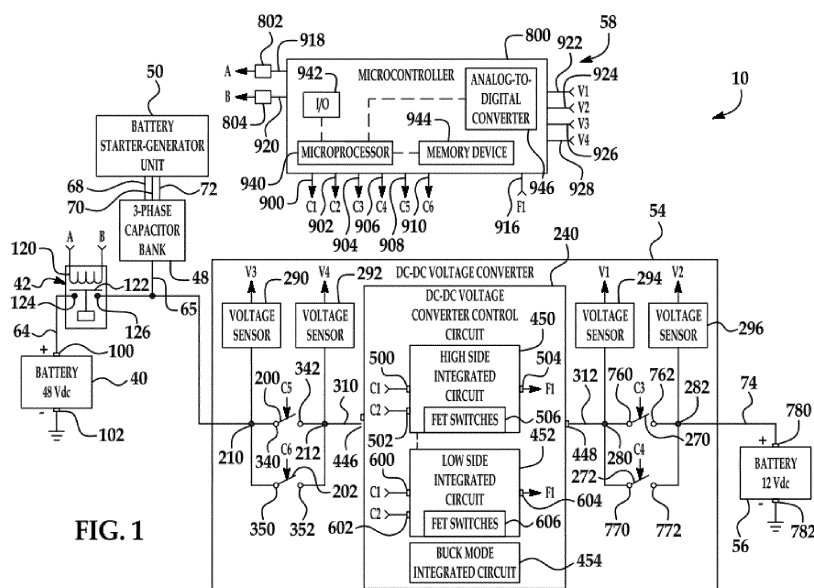 802
918
800
58
A
942
MICROCONTROLLER
ANALOG-TO-
DIGITAL
CONVERTER
922
924
V1
V2
V3
V4
10
B
I/O
944
804
920
940
MICROPROCESSOR
MEMORY DEVICE
946
926
928
900
C1
902
C2
904
C3
906
C4
908
C5
910
C6
916
F1
50
BATTERY
STARTER-GENERATOR
UNIT
68
70
72
3-PHASE
CAPACITOR
BANK
48
A
B
120
42
122
124
126
65
64
+
100
BATTERY
48 Vdc
40
-
102
54
240
DC-DC VOLTAGE CONVERTER
V3
290
V4
292
VOLTAGE
SENSOR
VOLTAGE
SENSOR
DC-DC VOLTAGE
CONVERTER CONTROL
CIRCUIT
V1
294
V2
VOLTAGE
SENSOR
VOLTAGE
SENSOR
296
450
HIGH SIDE
INTEGRATED
CIRCUIT
500
504
C1
F1
C2
502
FET SWITCHES
506
200
C5
342
310
210
340
212
446
C6
202
350
352
452
LOW SIDE
INTEGRATED
CIRCUIT
600
C1
C2
602
F1
604
FET SWITCHES
606
BUCK MODE
INTEGRATED CIRCUIT
454
448
312
760
C3
762
282
74
280
270
C4
272
770
772
780
+
BATTERY
12 Vdc
-
56
782
FIG. 1